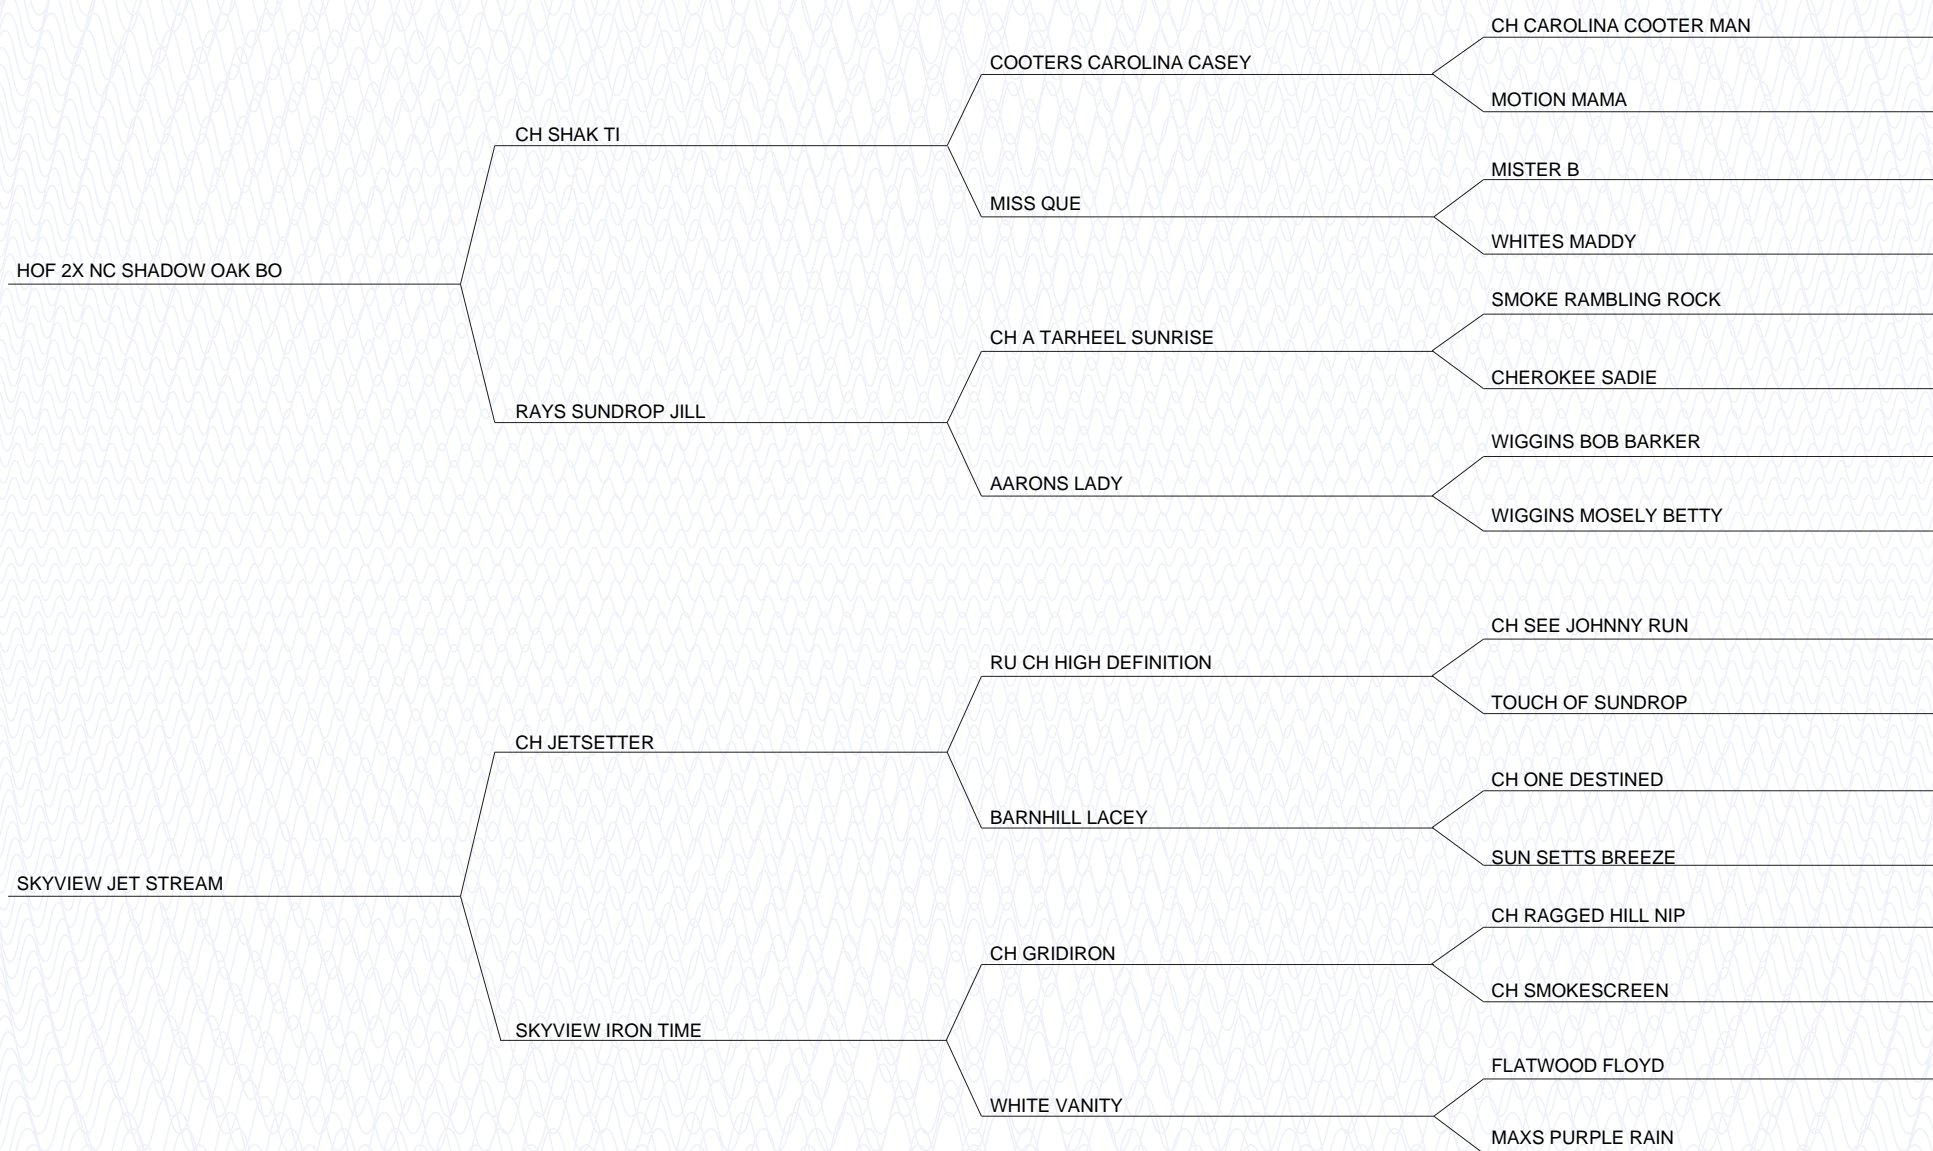 CH CAROLINA COOTER MAN
COOTERS CAROLINA CASEY
MOTION MAMA
CH SHAK TI
MISTER B
MISS QUE
WHITES MADDY
HOF 2X NC SHADOW OAK BO
SMOKE RAMBLING ROCK
CH A TARHEEL SUNRISE
CHEROKEE SADIE
RAYS SUNDROP JILL
WIGGINS BOB BARKER
AARONS LADY
WIGGINS MOSELY BETTY
CH SEE JOHNNY RUN
RU CH HIGH DEFINITION
TOUCH OF SUNDROP
CH JETSETTER
CH ONE DESTINED
BARNHILL LACEY
SUN SETTS BREEZE
SKYVIEW JET STREAM
CH RAGGED HILL NIP
CH GRIDIRON
CH SMOKESCREEN
SKYVIEW IRON TIME
FLATWOOD FLOYD
WHITE VANITY
MAXS PURPLE RAIN